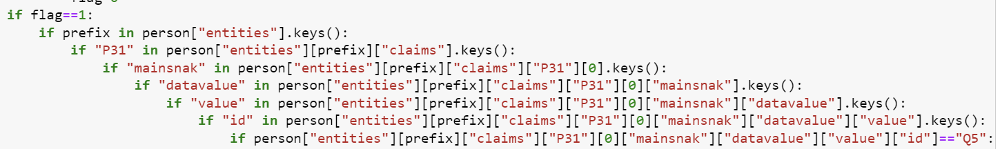 if flag==1:
if prefix in person["entities"].keys():
if "P31" in person["entities"][prefix]["claims"].keys():
if "mainsnak" in person["entities"][prefix]["claims"]["P31"][0].keys():
if "datavalue" in person["entities"][prefix]["claims"]["P31"][0]["mainsnak"].keys():
if "value" in person["entities"][prefix]["claims"]["P31"][0]["mainsnak"]["datavalue"].keys():
if "id" in person["entities"][prefix]["claims"]["P31"][0]["mainsnak"]["datavalue"]["value"].keys():
if person["entities"][prefix]["claims"]["P31"][0]["mainsnak"]["datavalue"]["value"]["id"]=="Q5":